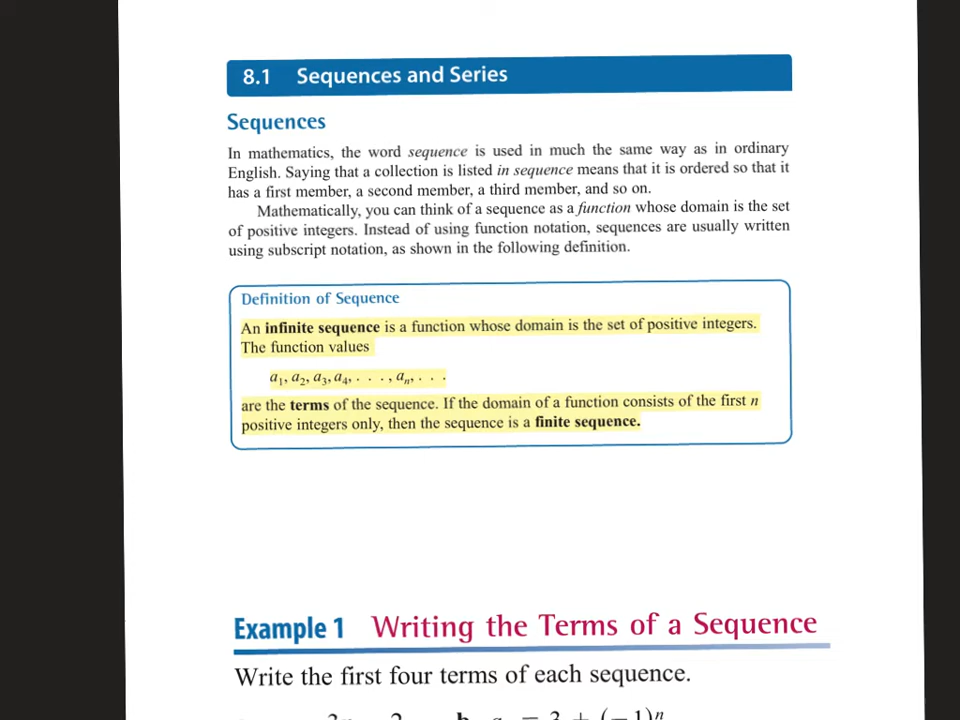 8.1 Sequences and Series
Sequences
In mathematics, the word sequence is used in much the same way as in ordinary
English. Saying that a collection is listed in sequence means that it is ordered so that it
has a first member, a second member, a third member, and so on.
Mathematically, you can think of a sequence as a function whose domain is the set
of positive integers. Instead of using function notation, sequences are usually written
using subscript notation, as shown in the following definition.
Definition of Sequence
An infinite sequence is a function whose domain is the set of positive integers.
The function values
a₁, a₂, a₃, a₄, . . . , aₙ, . . .
are the terms of the sequence. If the domain of a function consists of the first n
positive integers only, then the sequence is a finite sequence.
Example 1 Writing the Terms of a Sequence
Write the first four terms of each sequence.
b. = 3 + (−1)ⁿ